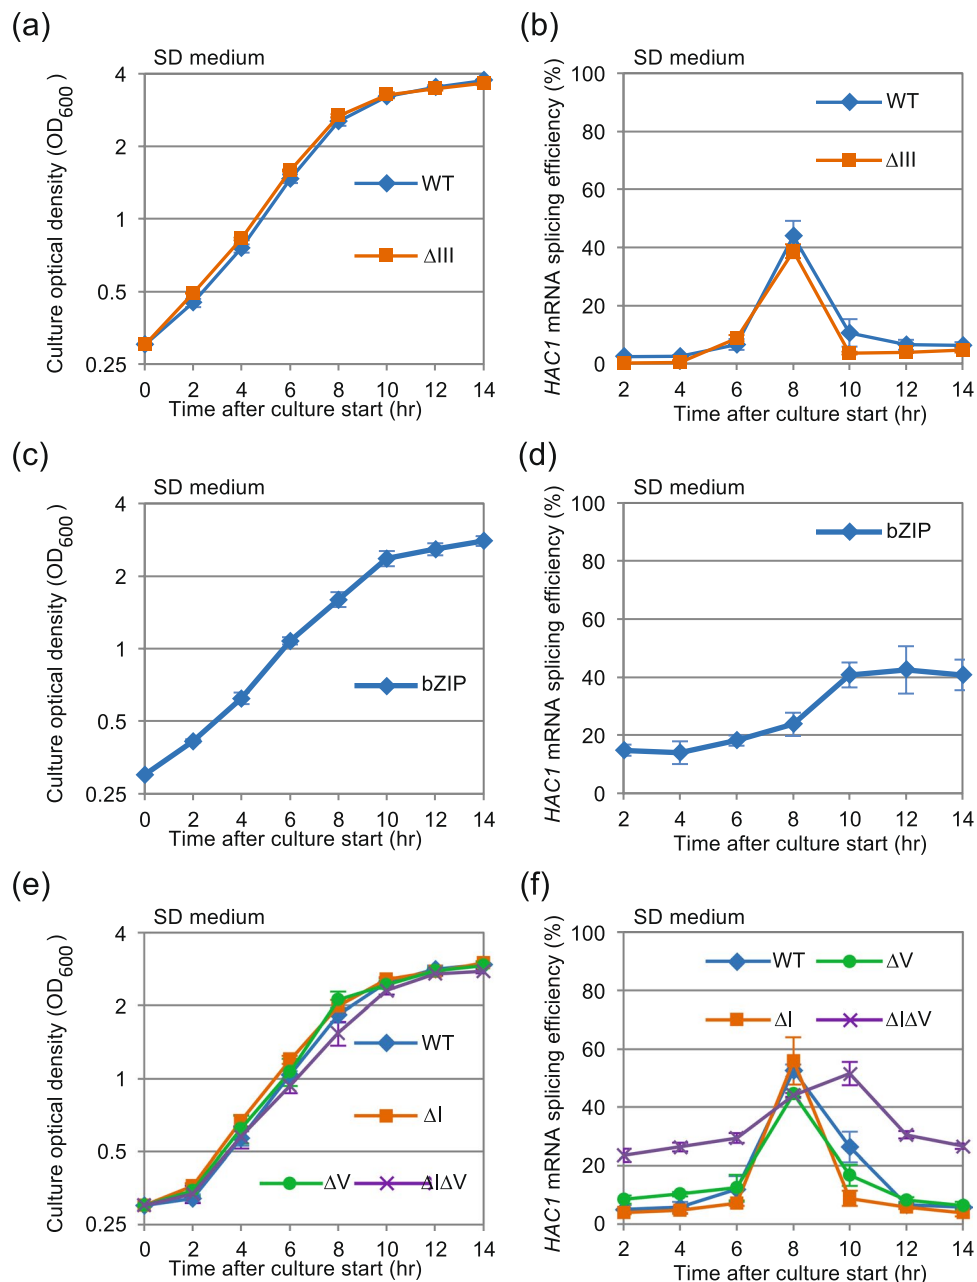 (a)
SD medium
Culture optical density (OD600)
4
2
1
0.5
0.25
WT
ΔIII
0 2 4 6 8 10 12 14
Time after culture start (hr)
(b)
SD medium
HAC1 mRNA splicing efficiency (%)
100
80
60
40
20
0
WT
ΔIII
2 4 6 8 10 12 14
Time after culture start (hr)
(c)
SD medium
Culture optical density (OD600)
4
2
1
0.5
0.25
bZIP
0 2 4 6 8 10 12 14
Time after culture start (hr)
(d)
SD medium
HAC1 mRNA splicing efficiency (%)
100
80
60
40
20
0
bZIP
2 4 6 8 10 12 14
Time after culture start (hr)
(e)
SD medium
Culture optical density (OD600)
4
2
1
0.5
0.25
WT
ΔI
ΔV ΔIΔV
0 2 4 6 8 10 12 14
Time after culture start (hr)
(f)
SD medium
HAC1 mRNA splicing efficiency (%)
100
80
60
40
20
0
WT ΔV
ΔI ΔIΔV
2 4 6 8 10 12 14
Time after culture start (hr)